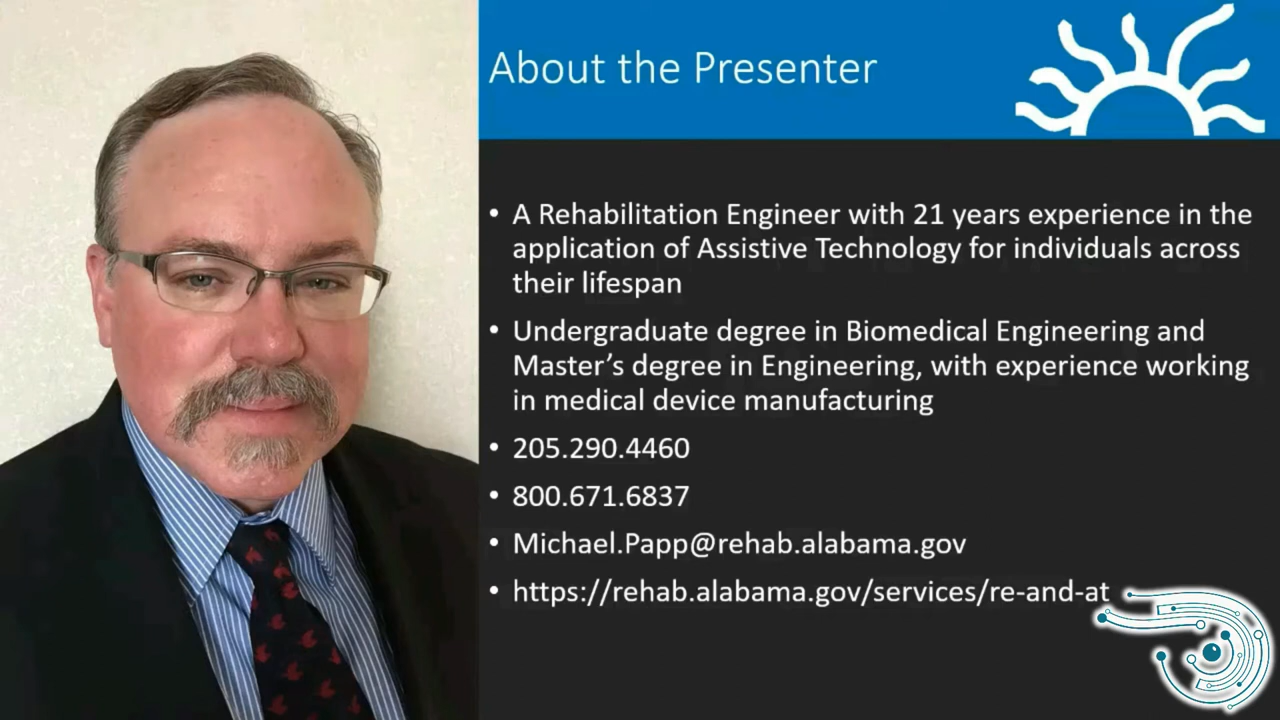 About the Presenter
• A Rehabilitation Engineer with 21 years experience in the
application of Assistive Technology for individuals across
their lifespan
• Undergraduate degree in Biomedical Engineering and
Master’s degree in Engineering, with experience working
in medical device manufacturing
• 205.290.4460
• 800.671.6837
• Michael.Papp@rehab.alabama.gov
• https://rehab.alabama.gov/services/re-and-at